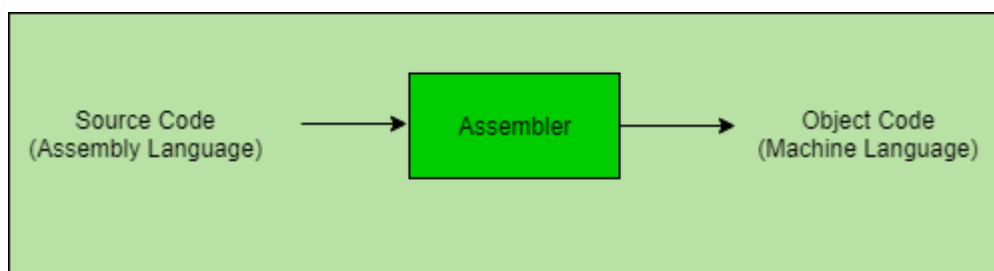 Source Code
(Assembly Language)
Assembler
Object Code
(Machine Language)